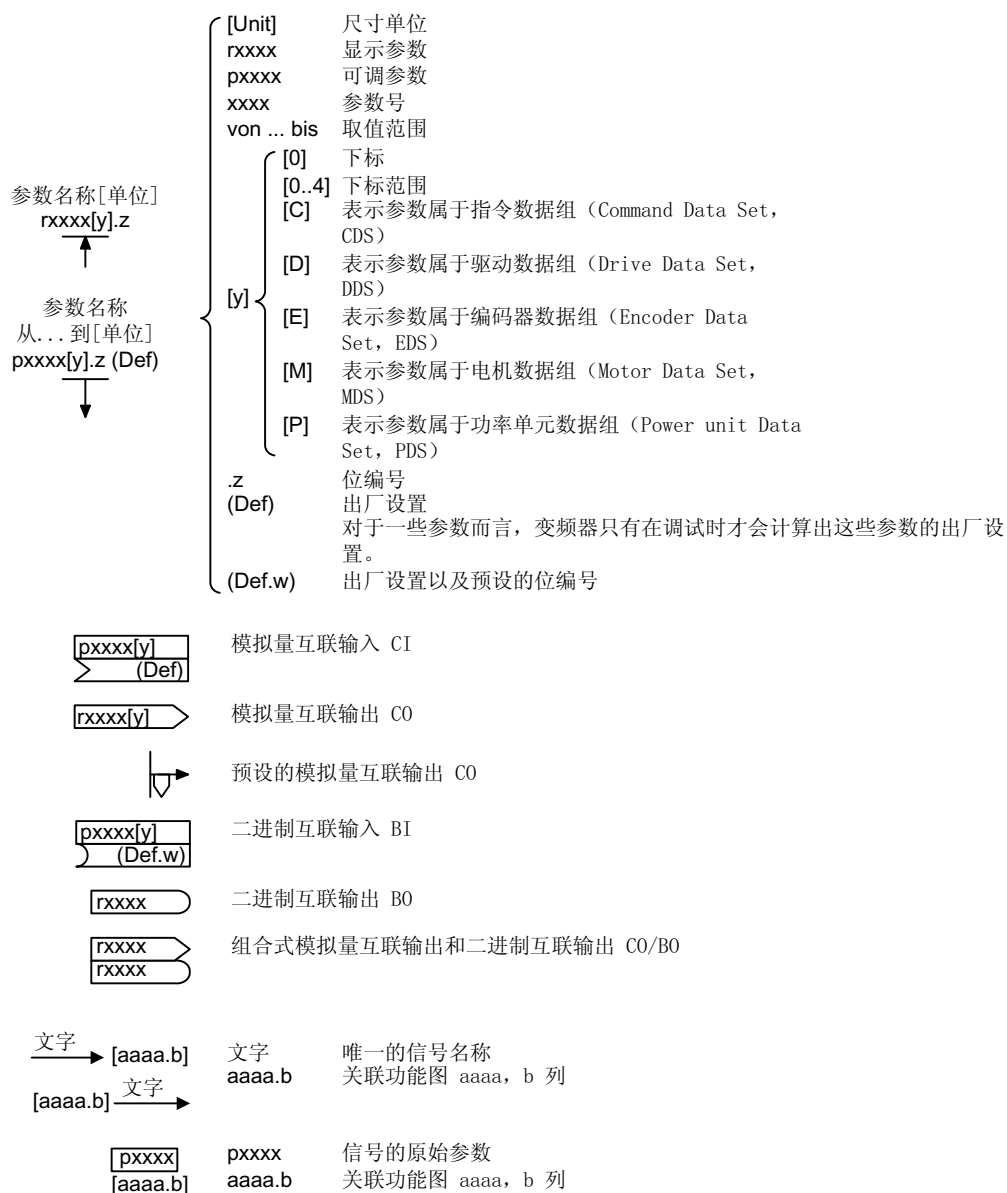 [Unit] 尺寸单位
rxxxx 显示参数
pxxxx 可调参数
xxxx 参数号
von ... bis 取值范围
[0] 下标
[0..4] 下标范围
参数名称[单位]
rxxxx[y].z
[C] 表示参数属于指令数据组（Command Data Set,
CDS）
[D] 表示参数属于驱动数据组（Drive Data Set,
DDS）
[y]
参数名称
从...到[单位]
pxxxx[y].z (Def)
[E] 表示参数属于编码器数据组（Encoder Data
Set, EDS）
[M] 表示参数属于电机数据组（Motor Data Set,
MDS）
[P] 表示参数属于功率单元数据组（Power unit Data
Set, PDS）
.z 位编号
(Def) 出厂设置
对于一些参数而言，变频器只有在调试时才会计算出这些参数的出厂设
置。
(Def.w) 出厂设置以及预设的位编号
pxxxx[y] 模拟量互联输入 CI
(Def)
rxxxx[y] 模拟量互联输出 CO
预设的模拟量互联输出 CO
pxxxx[y] 二进制互联输入 BI
(Def.w)
rxxxx 二进制互联输出 BO
rxxxx 组合式模拟量互联输出和二进制互联输出 CO/BO
rxxxx
文字 [aaaa.b] 文字 唯一的信号名称
aaaa.b 关联功能图 aaaa, b 列
[aaaa.b] 文字
pxxxx pxxxx 信号的原始参数
[aaaa.b] aaaa.b 关联功能图 aaaa, b 列